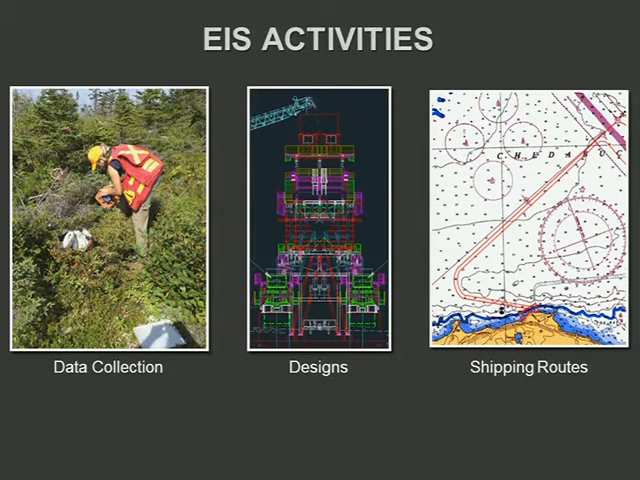 EIS ACTIVITIES
C H E D A B U C
Data Collection
Designs
Shipping Routes